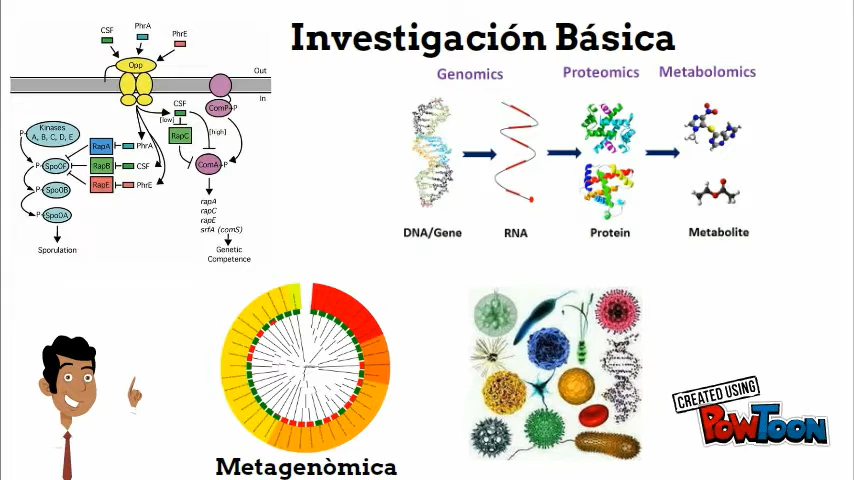 Investigación Básica
CSF
PhrA
PhrE
Opp
Out
In
CSF
ComP-P
[low]
[high]
RapC
ComA-P
Kinases
A, B, C, D, E
P
RapA
PhrA
P-Spo0F
RapB
CSF
RapE
PhrE
P-Spo0B
P-Spo0A
rapA
rapC
rapE
srfA (comS)
Sporulation
Genetic
Competence
Genomics
Proteomics
Metabolomics
DNA/Gene
RNA
Protein
Metabolite
Metagenòmica
CREATED USING
POWTOON